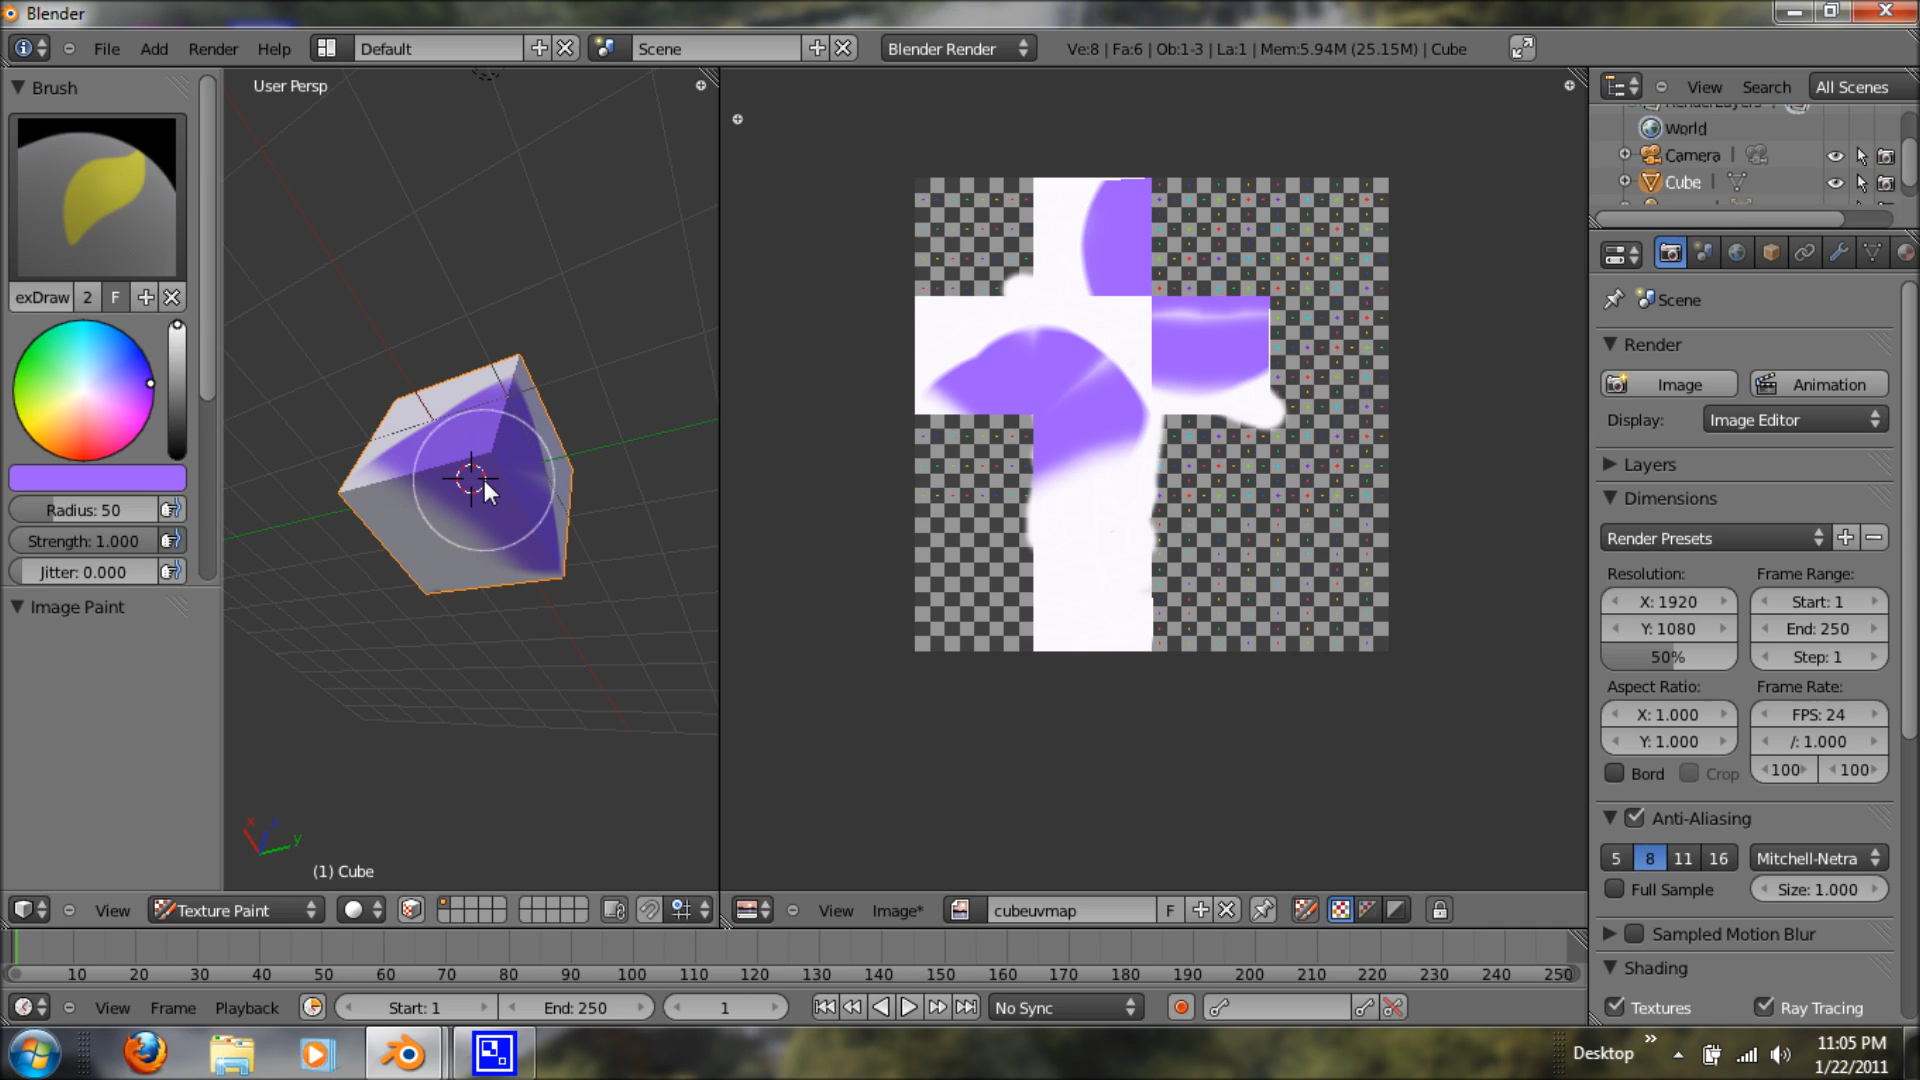 Blender
File Add Render Help Default Scene Blender Render Ve:8 | Fa:6 | Ob:1-3 | La:1 | Mem:5.94M (25.15M) | Cube
Brush
User Persp
View Search All Scenes
RenderLayers
World
Camera
Cube
exDraw 2 F
Scene
Render
Image Animation
Display: Image Editor
Layers
Dimensions
Render Presets
Resolution: Frame Range:
X: 1920 Start: 1
Y: 1080 End: 250
50% Step: 1
Aspect Ratio: Frame Rate:
X: 1.000 FPS: 24
Y: 1.000 /: 1.000
Bord Crop 100 100
Radius: 50
Strength: 1.000
Jitter: 0.000
Image Paint
x y
(1) Cube
Anti-Aliasing
5 8 11 16 Mitchell-Netra
Full Sample Size: 1.000
Sampled Motion Blur
Shading
Textures Ray Tracing
View Texture Paint View Image* cubeuvmap F
10 20 30 40 50 60 70 80 90 100 110 120 130 140 150 160 170 180 190 200 210 220 230 240 250
View Frame Playback Start: 1 End: 250 1 No Sync
Desktop
11:05 PM
1/22/2011